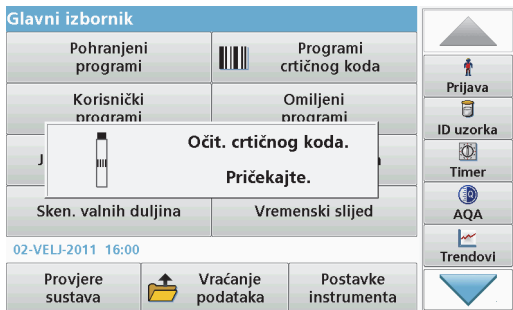 Glavni izbornik
Pohranjeni
programi
Programi
crtičnog koda
Korisnički
programi
Omiljeni
programi
Očit. crtičnog koda.
Pričekajte.
Sken. valnih duljina
Vremenski slijed
02-VELJ-2011 16:00
Provjere
sustava
Vraćanje
podataka
Postavke
instrumenta
Prijava
ID uzorka
Timer
AQA
Trendovi